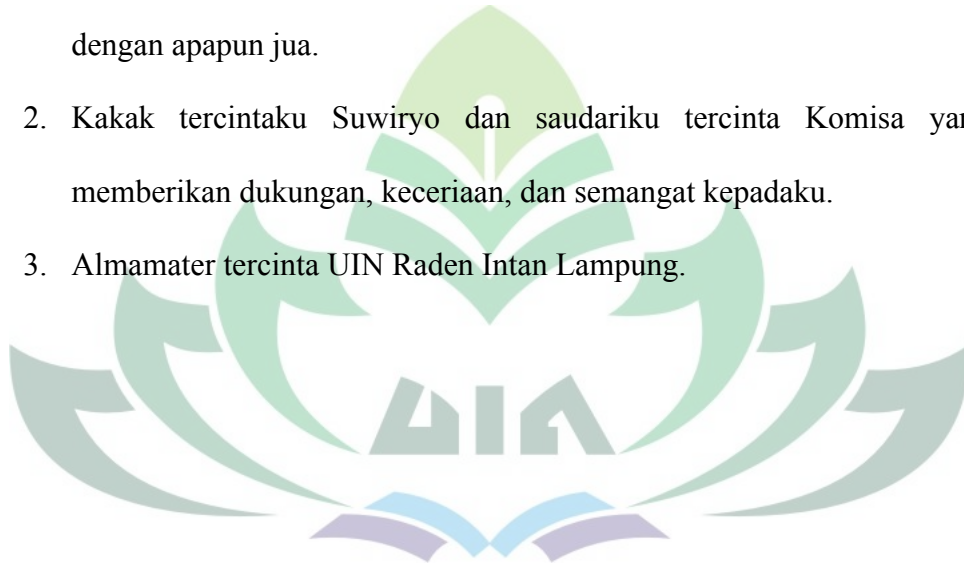 dengan apapun jua.
2. Kakak tercintaku Suwiryo dan saudariku tercinta Komisa
memberikan dukungan, keceriaan, dan semangat kepadaku.
3. Almamater tercinta UIN Raden Intan Lampung.
UIN